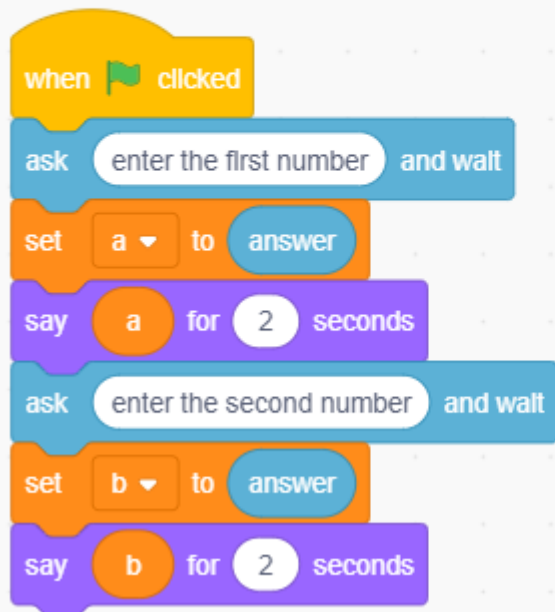 when clicked
ask enter the first number and wait
set a to answer
say a for 2 seconds
ask enter the second number and wait
set b to answer
say b for 2 seconds